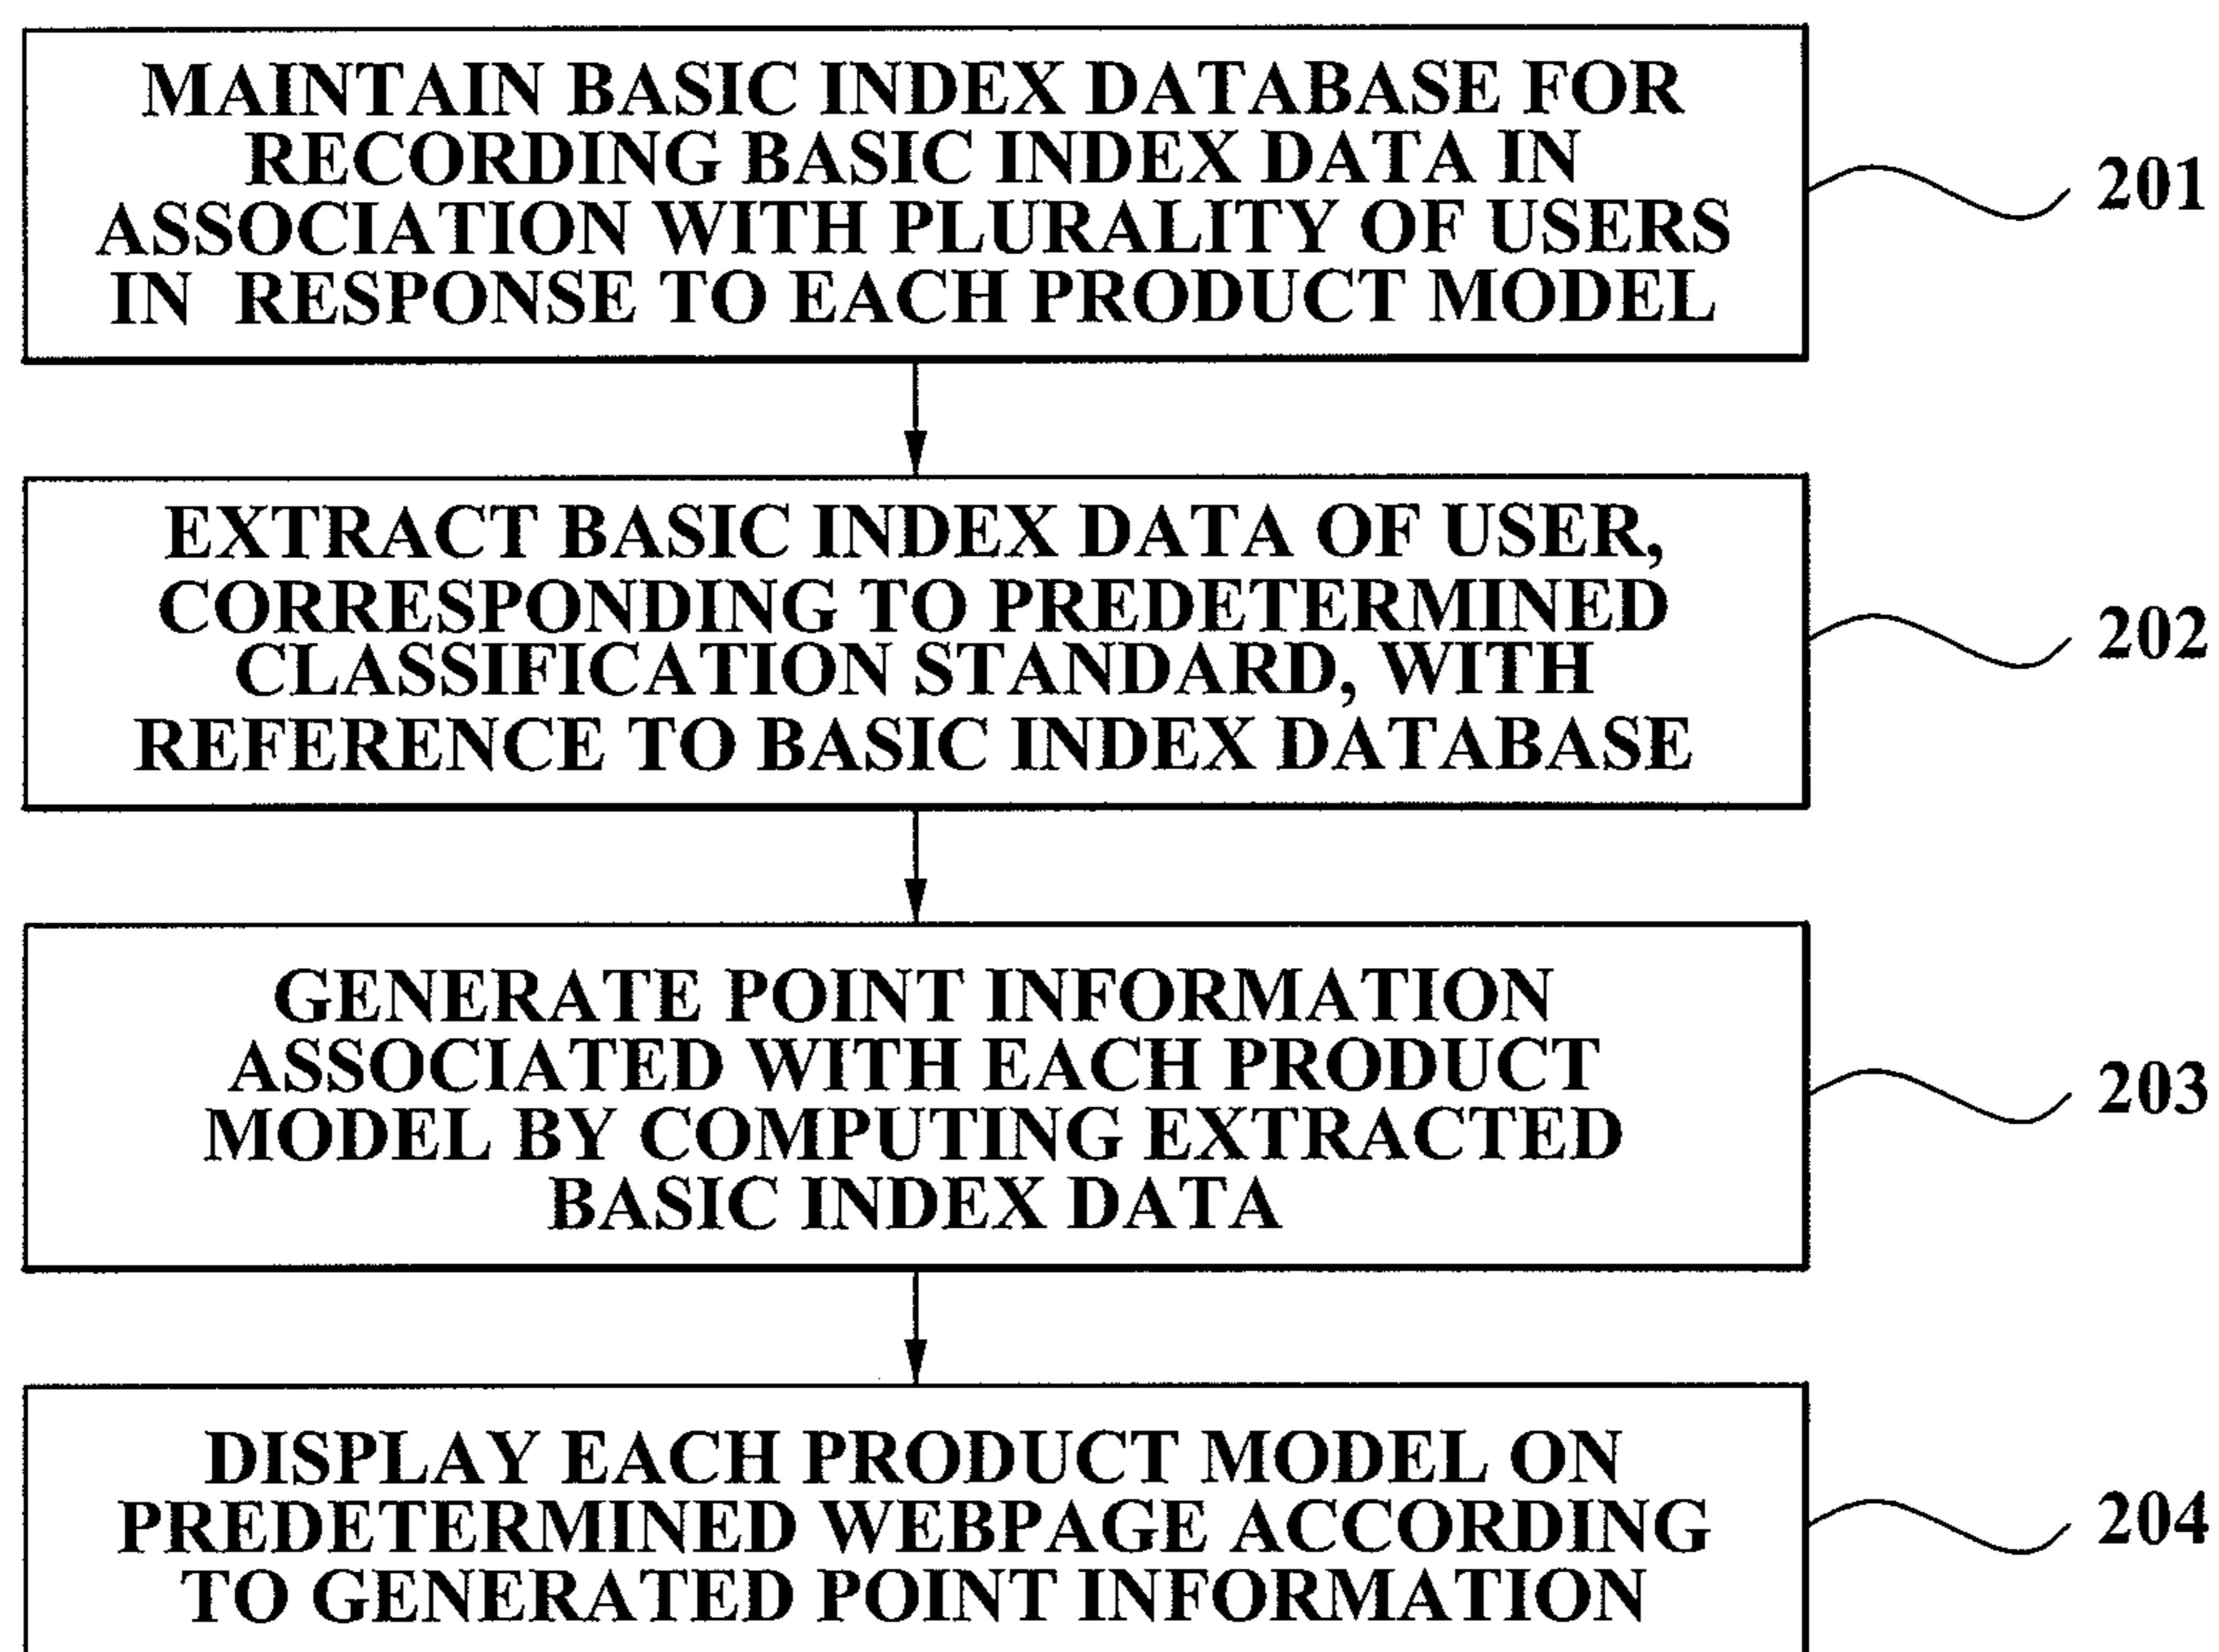 MAINTAIN BASIC INDEX DATABASE FOR
RECORDING BASIC INDEX DATA IN
ASSOCIATION WITH PLURALITY OF USERS
IN RESPONSE TO EACH PRODUCT MODEL
201
EXTRACT BASIC INDEX DATA OF USER,
CORRESPONDING TO PREDETERMINED
CLASSIFICATION STANDARD, WITH
REFERENCE TO BASIC INDEX DATABASE
202
GENERATE POINT INFORMATION
ASSOCIATED WITH EACH PRODUCT
MODEL BY COMPUTING EXTRACTED
BASIC INDEX DATA
203
DISPLAY EACH PRODUCT MODEL ON
PREDETERMINED WEBPAGE ACCORDING
TO GENERATED POINT INFORMATION
204